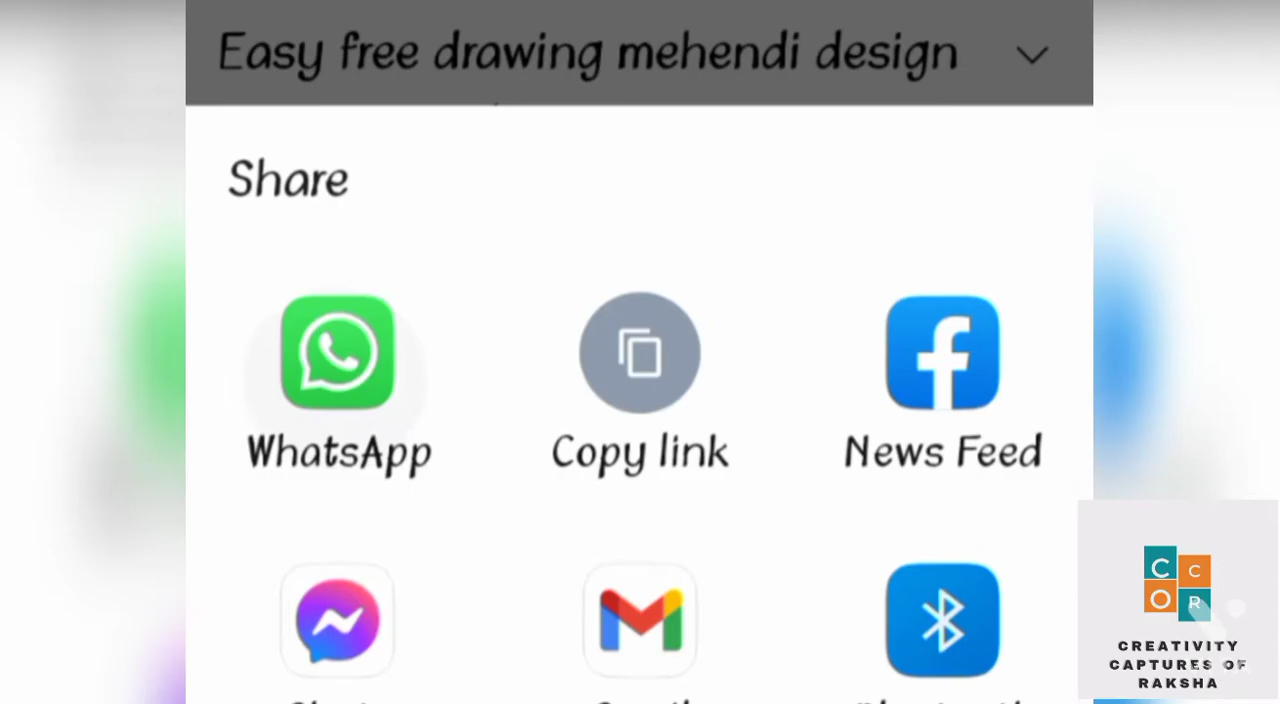 Easy free drawing mehendi design
Share
WhatsApp
Copy link
News Feed
C C
O R
CREATIVITY
CAPTURES OF
RAKSHA